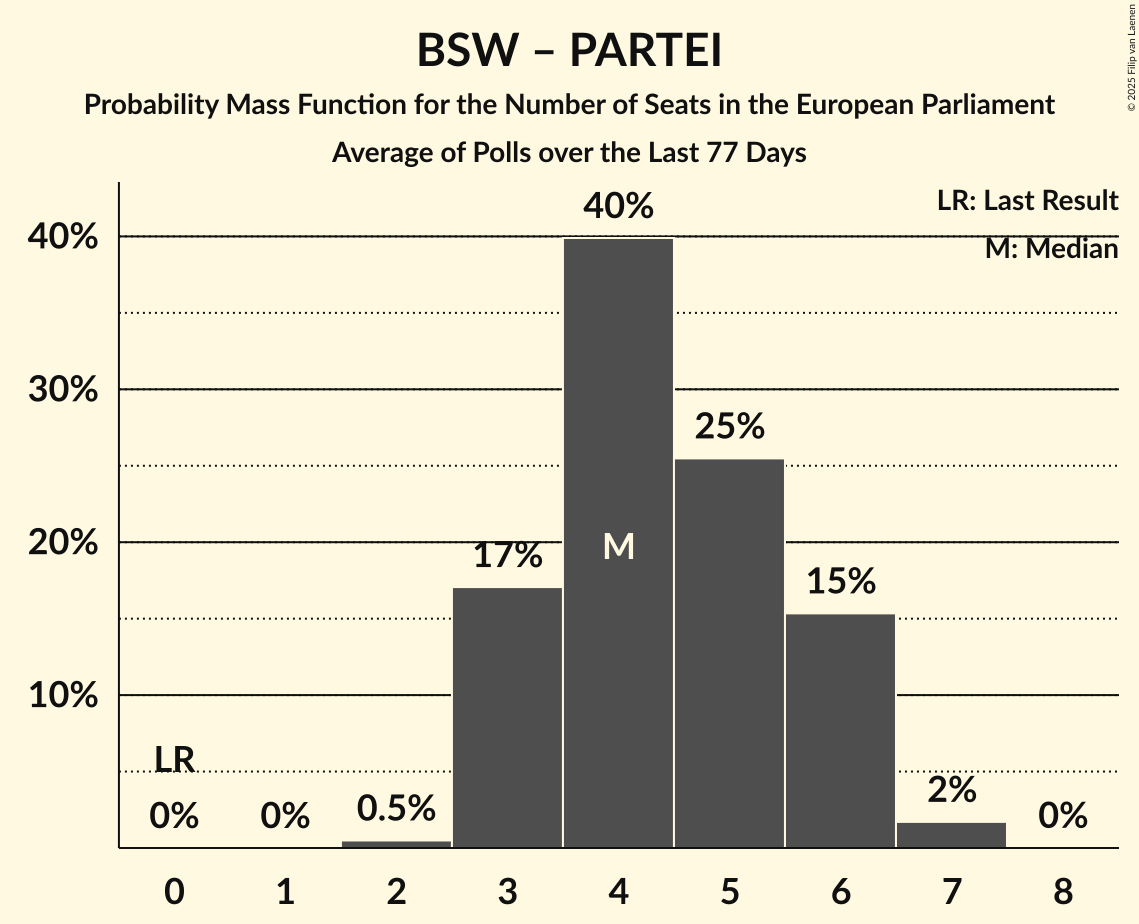 BSW – PARTEI
Probability Mass Function for the Number of Seats in the European Parliament
Average of Polls over the Last 77 Days
© 2025 Filip van Laenen
LR: Last Result
M: Median
40%
30%
20%
10%
LR
0%
0%
0.5%
17%
40%
M
25%
15%
2%
0%
0 1 2 3 4 5 6 7 8